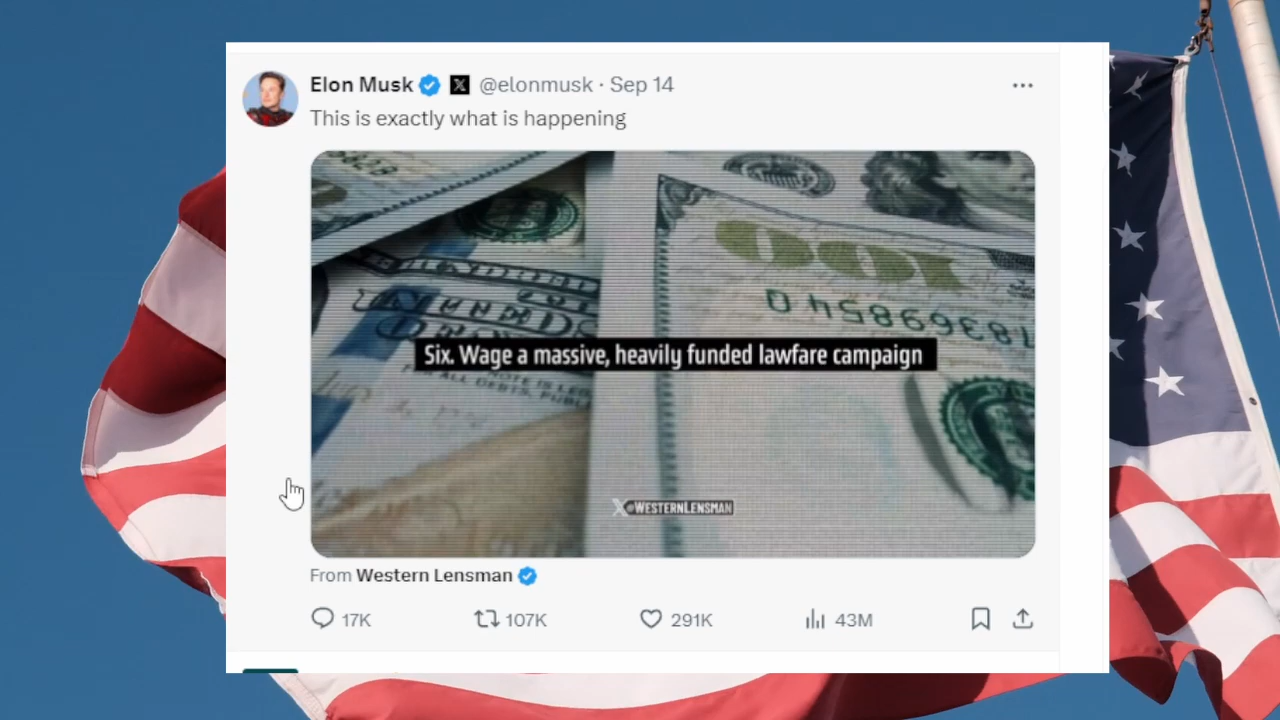 Elon Musk @elonmusk · Sep 14
This is exactly what is happening
100
Six. Wage a massive, heavily funded lawfare campaign
X@WESTERNLENSMAN
From Western Lensman
17K 107K 291K 43M